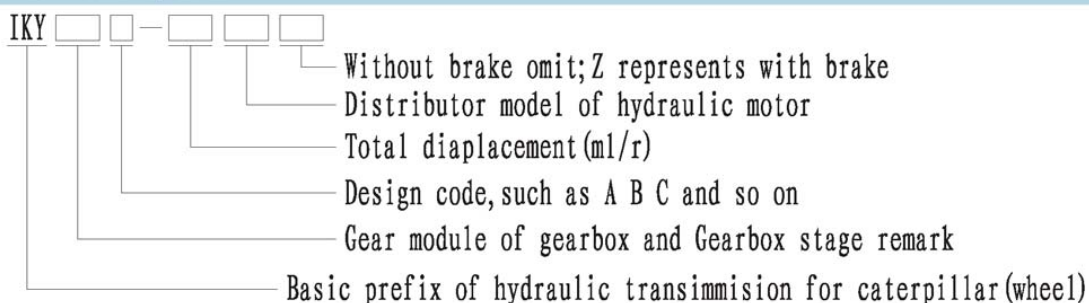 IKY
Without brake omit;Z represents with brake
Distributor model of hydraulic motor
Total diaplacement(ml/r)
Design code,such as A B C and so on
Gear module of gearbox and Gearbox stage remark
Basic prefix of hydraulic transimmision for caterpillar(wheel)